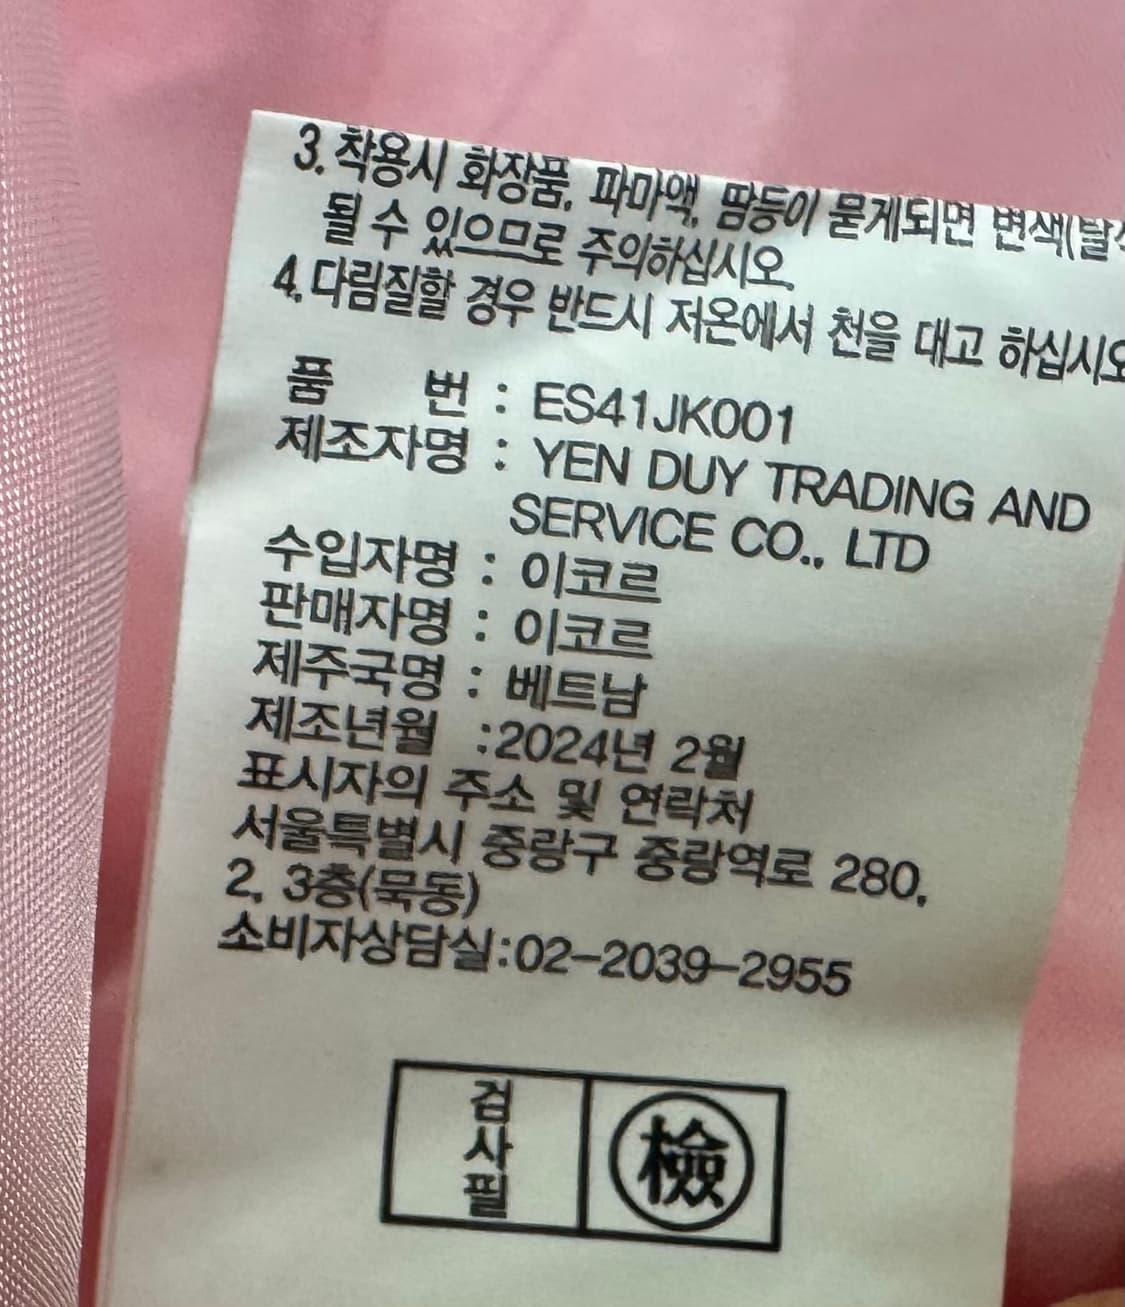 3. 착용시 화장품, 파마액, 땀등이 묻게되면 변색(탈
될 수 있으므로 주의하십시오.
4. 다림질할 경우 반드시 저온에서 천을 대고 하십시오
품 번 : ES41JK001
제조자명 : YEN DUY TRADING AND
SERVICE CO., LTD
수입자명 : 이코르
판매자명 : 이코르
제주국명 : 베트남
제조년월 :2024년 2월
표시자의 주소 및 연락처
서울특별시 중랑구 중랑역로 280,
2, 3층(묵동)
소비자상담실:02-2039-2955
검사필 檢